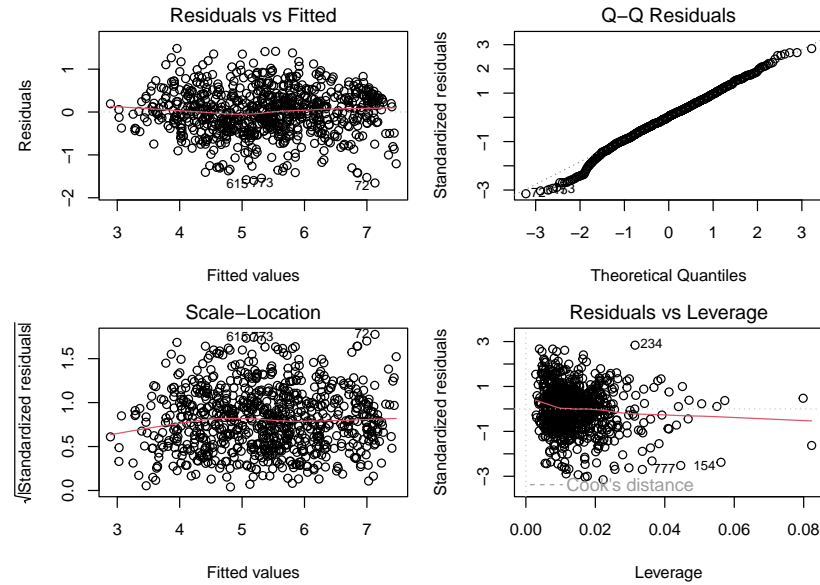 Residuals vs Fitted
Residuals
1
0
−1
−2
615
773
72
3 4 5 6 7
Fitted values
Q−Q Residuals
Standardized residuals
3
2
1
−1
−3
72
−3 −2 −1 0 1 2 3
Theoretical Quantiles
Scale−Location
√|Standardized residuals|
1.5
1.0
0.5
0.0
615
773
72
3 4 5 6 7
Fitted values
Residuals vs Leverage
Standardized residuals
3
1
−1
−3
234
777
154
Cook's distance
0.00 0.02 0.04 0.06 0.08
Leverage